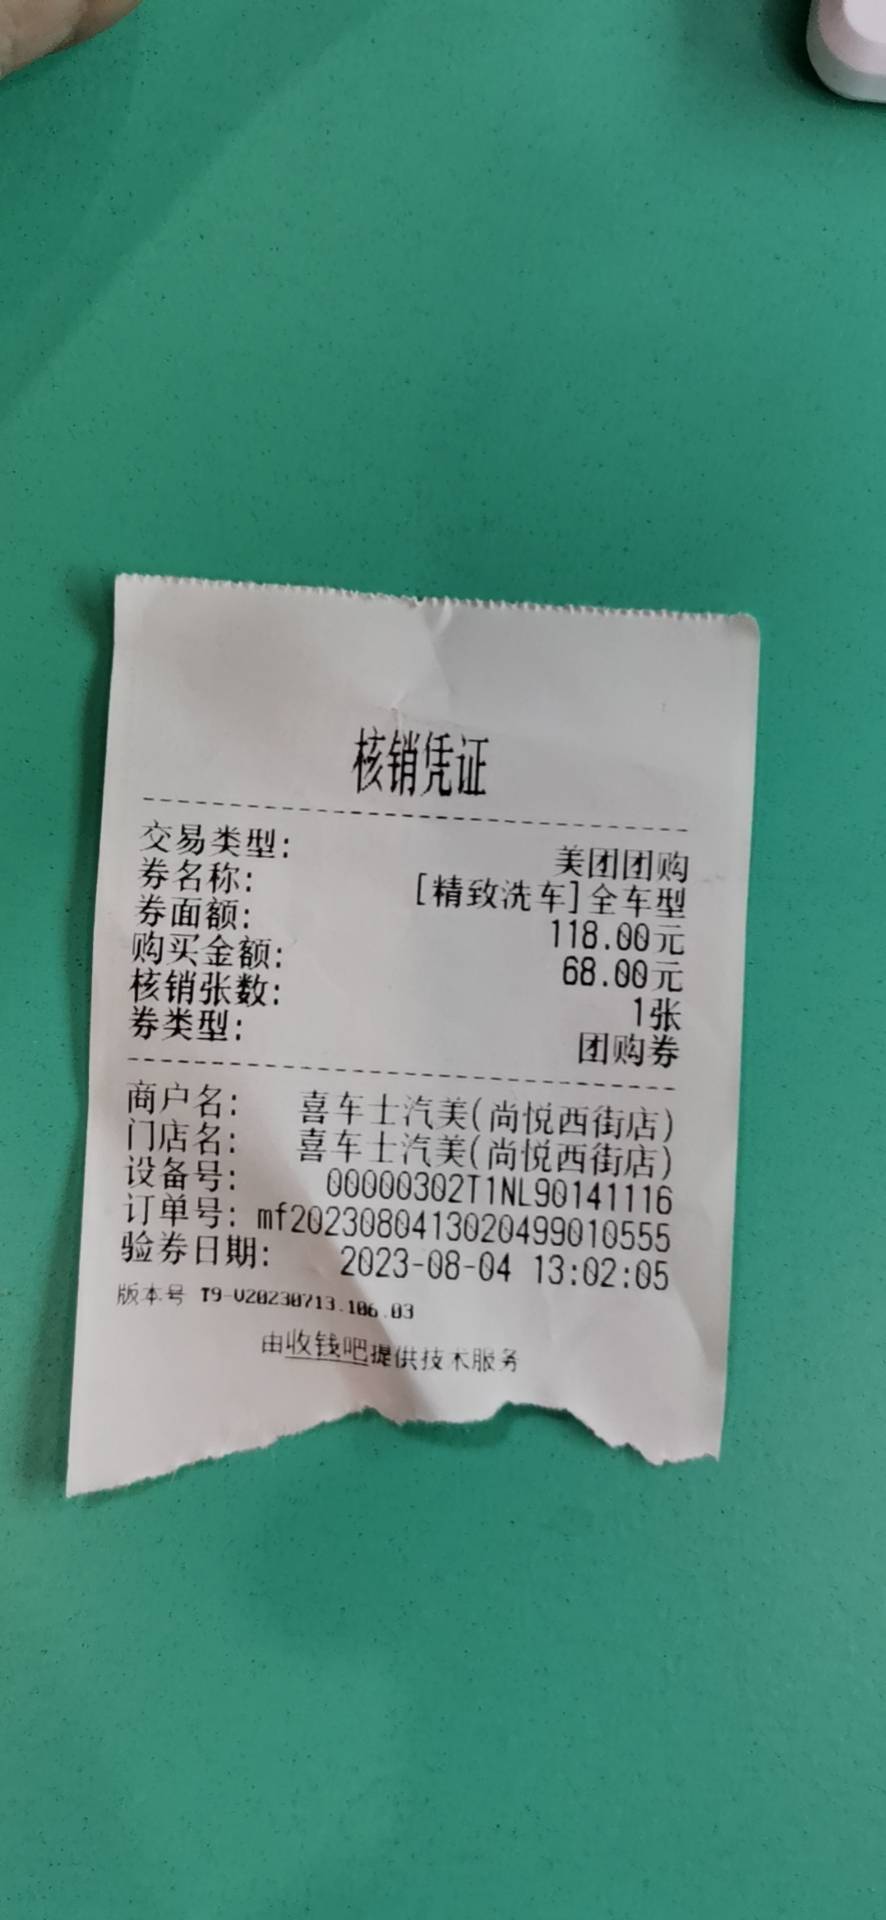 核销凭证
交易类型: 美团团购
券名称: [精致洗车]全车型
券面额: 118.00元
购买金额: 68.00元
核销张数: 1张
券类型: 团购券
商户名: 喜车士汽美(尚悦西街店)
门店名: 喜车士汽美(尚悦西街店)
设备号: 00000302T1NL90141116
订单号: mf2023080413020499010555
验券日期: 2023-08-04 13:02:05
版本号 T9-V20230713.106.03
由收钱吧提供技术服务